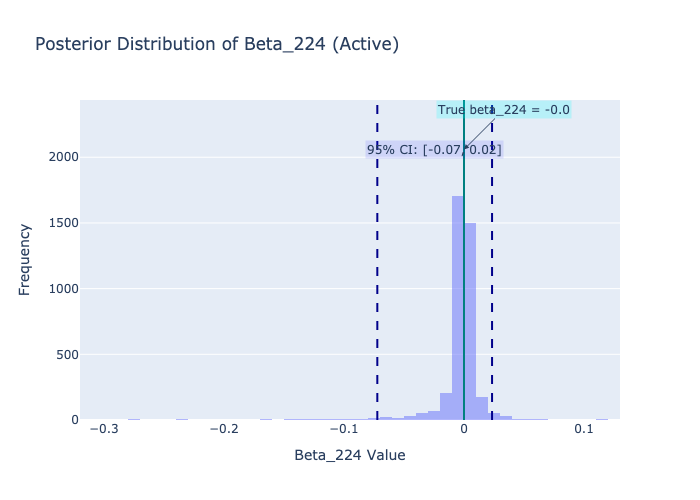 Posterior Distribution of Beta_224 (Active)
True beta_224 = -0.0
95% CI: [-0.07, 0.02]
2000
1500
1000
500
0
Frequency
−0.3
−0.2
−0.1
0
0.1
Beta_224 Value